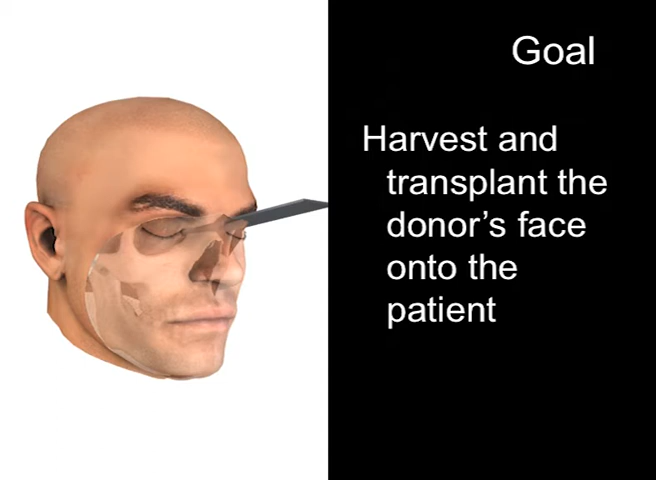 Goal
Harvest and
transplant the
donor’s face
onto the
patient